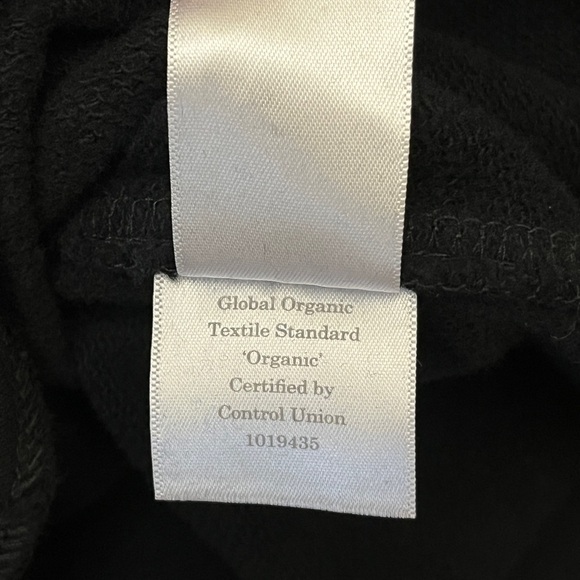 Global Organic
Textile Standard
‘Organic’
Certified by
Control Union
1019435